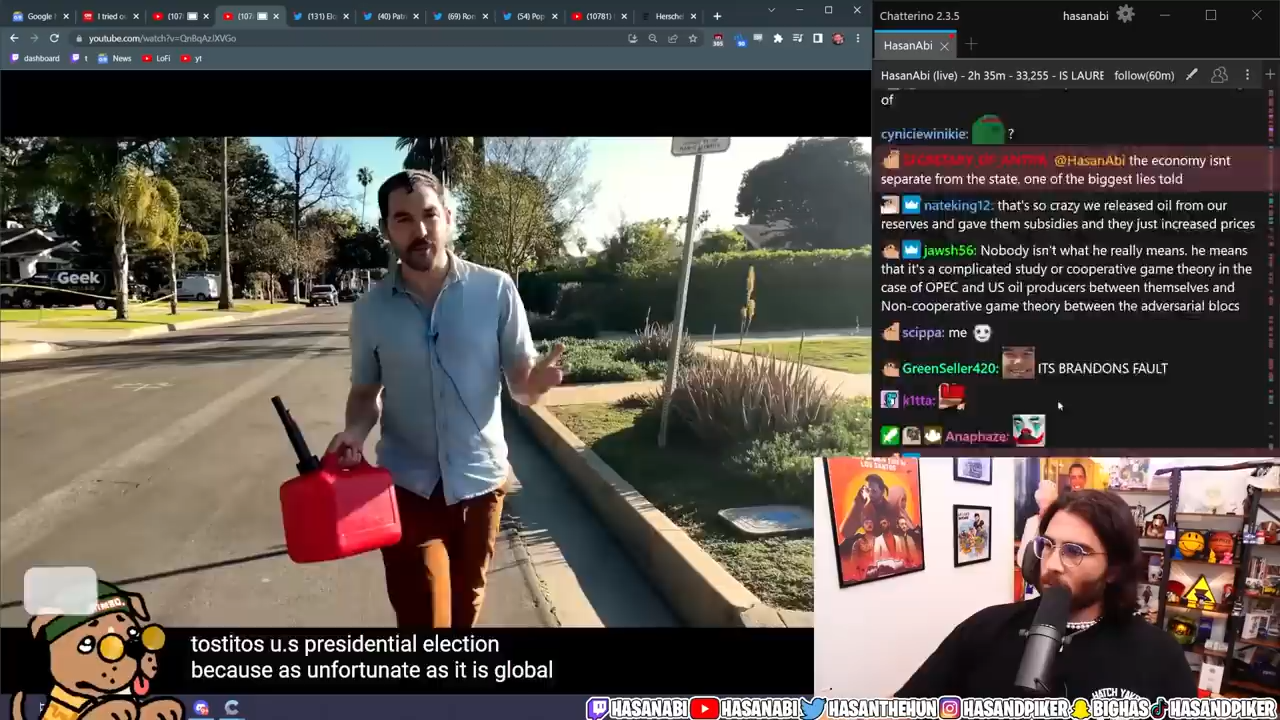 Google
I tried o
(107
(107
(131) El
(40) Patr
(69) Ron
(54) Pop
(10781)
Hersche
youtube.com/watch?v=QnBqAzJXVGo
dashboard
t
News
LoFi
yt
Geek
tostitos u.s presidential election
because as unfortunate as it is global
Chatterino 2.3.5
hasanabi
HasanAbi
HasanAbi (live) - 2h 35m - 33,255 - IS LAURE
follow(60m)
of
cyniciewinikie: ?
@HasanAbi the economy isnt
separate from the state. one of the biggest lies told
nateking12: that's so crazy we released oil from our
reserves and gave them subsidies and they just increased prices
jawsh56: Nobody isn't what he really means. he means
that it's a complicated study or cooperative game theory in the
case of OPEC and US oil producers between themselves and
Non-cooperative game theory between the adversarial blocs
scippa: me
GreenSeller420: ITS BRANDONS FAULT
k1tta:
Anaphaze:
LOS SANTOS
HASANABI
HASANABI
HASANTHEHUN
HASANDPIKER
BIGHAS
HASANDPIKER